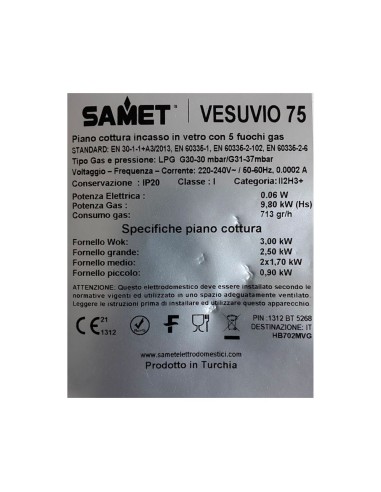 SAMET VESUVIO 75
Piano cottura incasso in vetro con 5 fuochi gas
STANDARD: EN 30-1-1+A3/2013, EN 60335-1, EN 60335-2-102, EN 60335-2-6
Tipo Gas e pressione: LPG G30-30 mbar/G31-37mbar
Voltaggio – Frequenza – Corrente: 220-240V~ / 50-60Hz, 0.0002 A
Conservazione : IP20 Classe : I Categoria: II2H3+
Potenza Elettrica : 0.06 W
Potenza Gas : 9,80 kW (Hs)
Consumo gas: 713 gr/h
Specifiche piano cottura
Fornello Wok: 3,00 kW
Fornello grande: 2,50 kW
Fornello medio: 2x1,70 kW
Fornello piccolo: 0,90 kW
ATTENZIONE: Questo elettrodomestico deve essere installato secondo le
normative vigenti ed utilizzato in uno spazio adeguatamente ventilato.
Leggere le istruzioni prima di installare ed utilizzare questo dispositivo.
CE 21
1312
PIN : 1312 BT 5268
DESTINAZIONE: IT
HB702MVG
www.sametelettrodomestici.com
Prodotto in Turchia